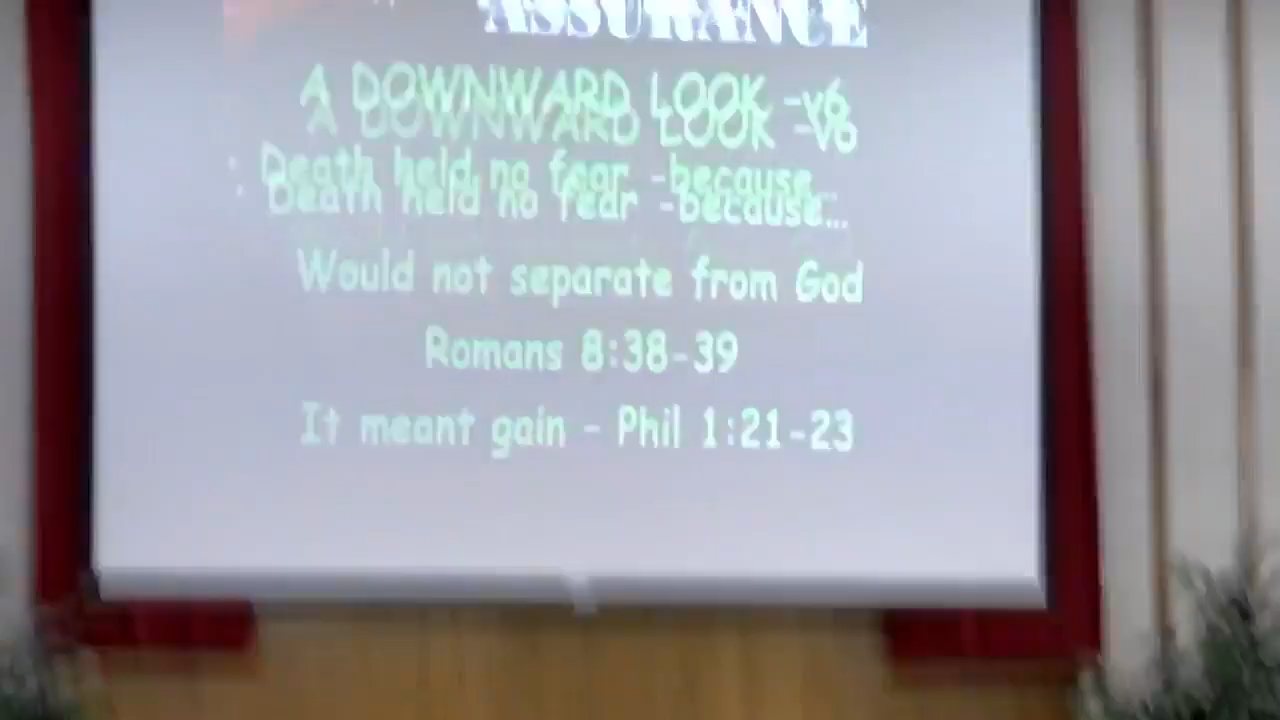 ASSURANCE
A DOWNWARD LOOK -v6
Death held no fear -because...
Would not separate from God
Romans 8:38-39
It meant gain - Phil 1:21-23